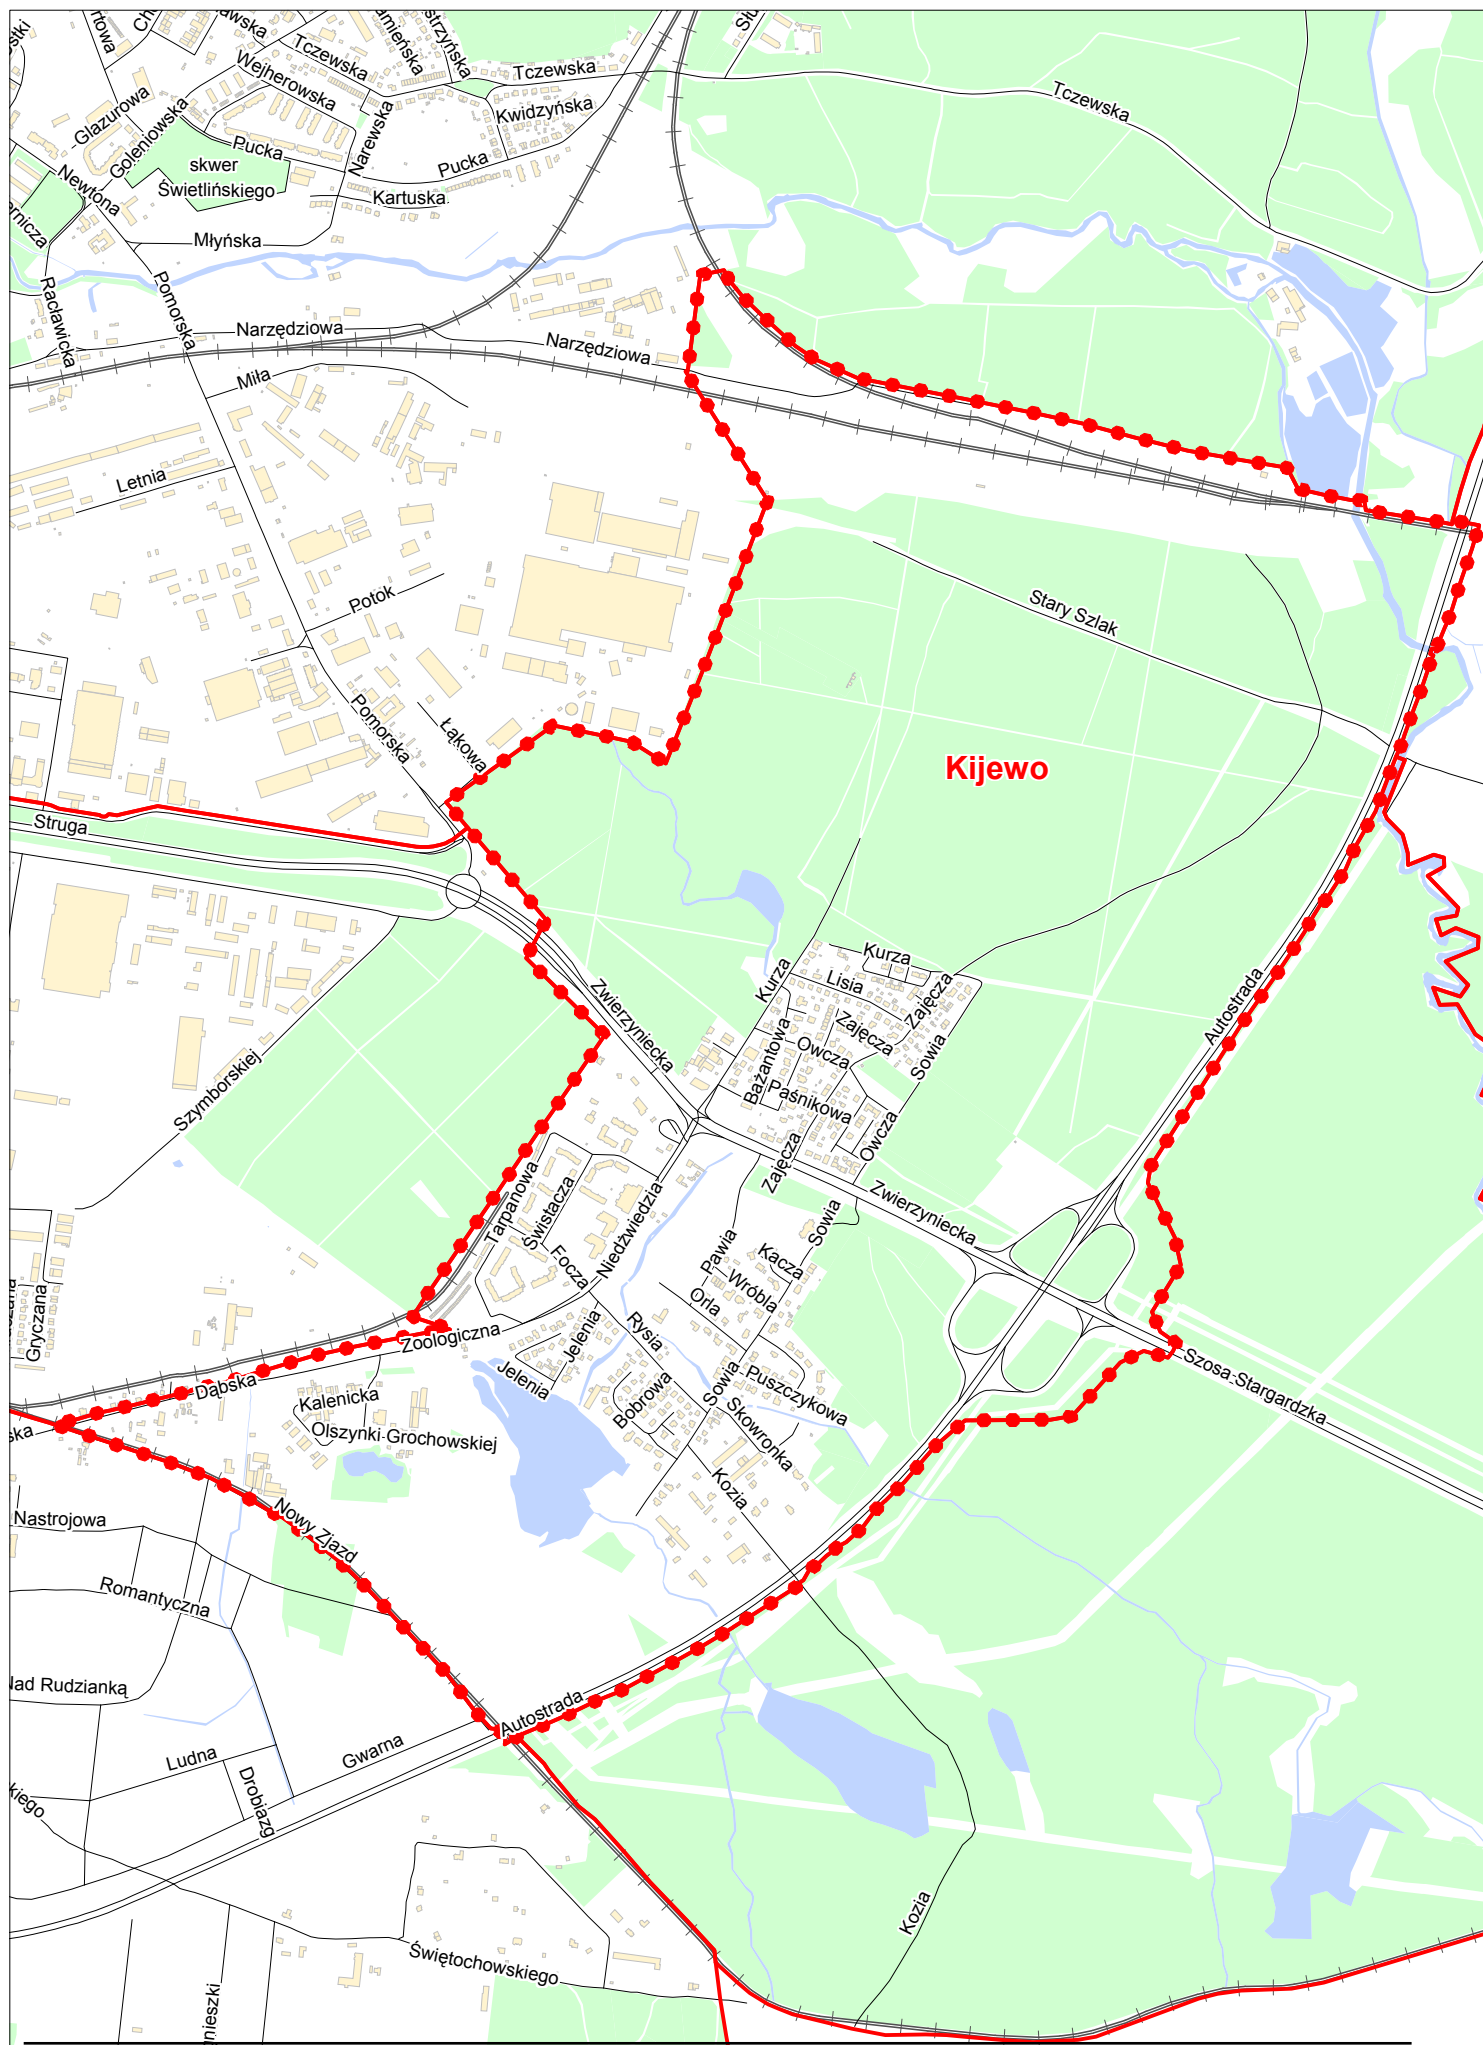 Tczewska
Wejherowska
Tczewska
Kwidzyńska
Tczewska
Glazurowa
Goleniowska
Pucka
Narewska
Pucka
skwer
Świetlińskiego
Kartuska
Newtona
Młyńska
Racławicka
Pomorska
Narzędziowa
Narzędziowa
Miła
Letnia
Potok
Stary Szlak
Pomorska
Łąkowa
Kijewo
Struga
Kurza
Kurza
Lisia
Zajęcza
Zajęcza
Zwierzyniecka
Autostrada
Bażantowa
Owcza
Sowia
Paśnikowa
Szymborskiej
Owcza
Zajęcza
Tarpanowa
Świstacza
Niedźwiedzia
Focza
Zwierzyniecka
Sowia
Pawia
Kacza
Wróbla
Orla
Gryczana
Zoologiczna
Jelenia
Rysia
Jelenia
Szosa Stargardzka
Dąbska
Kalenicka
Bobrowa
Sowia
Puszczykowa
Skowronka
Olszynki Grochowskiej
Kozia
Nastrojowa
Nowy Zjazd
Romantyczna
Nad Rudzianką
Autostrada
Gwarna
Ludna
Drobiazg
Kozia
Świętochowskiego